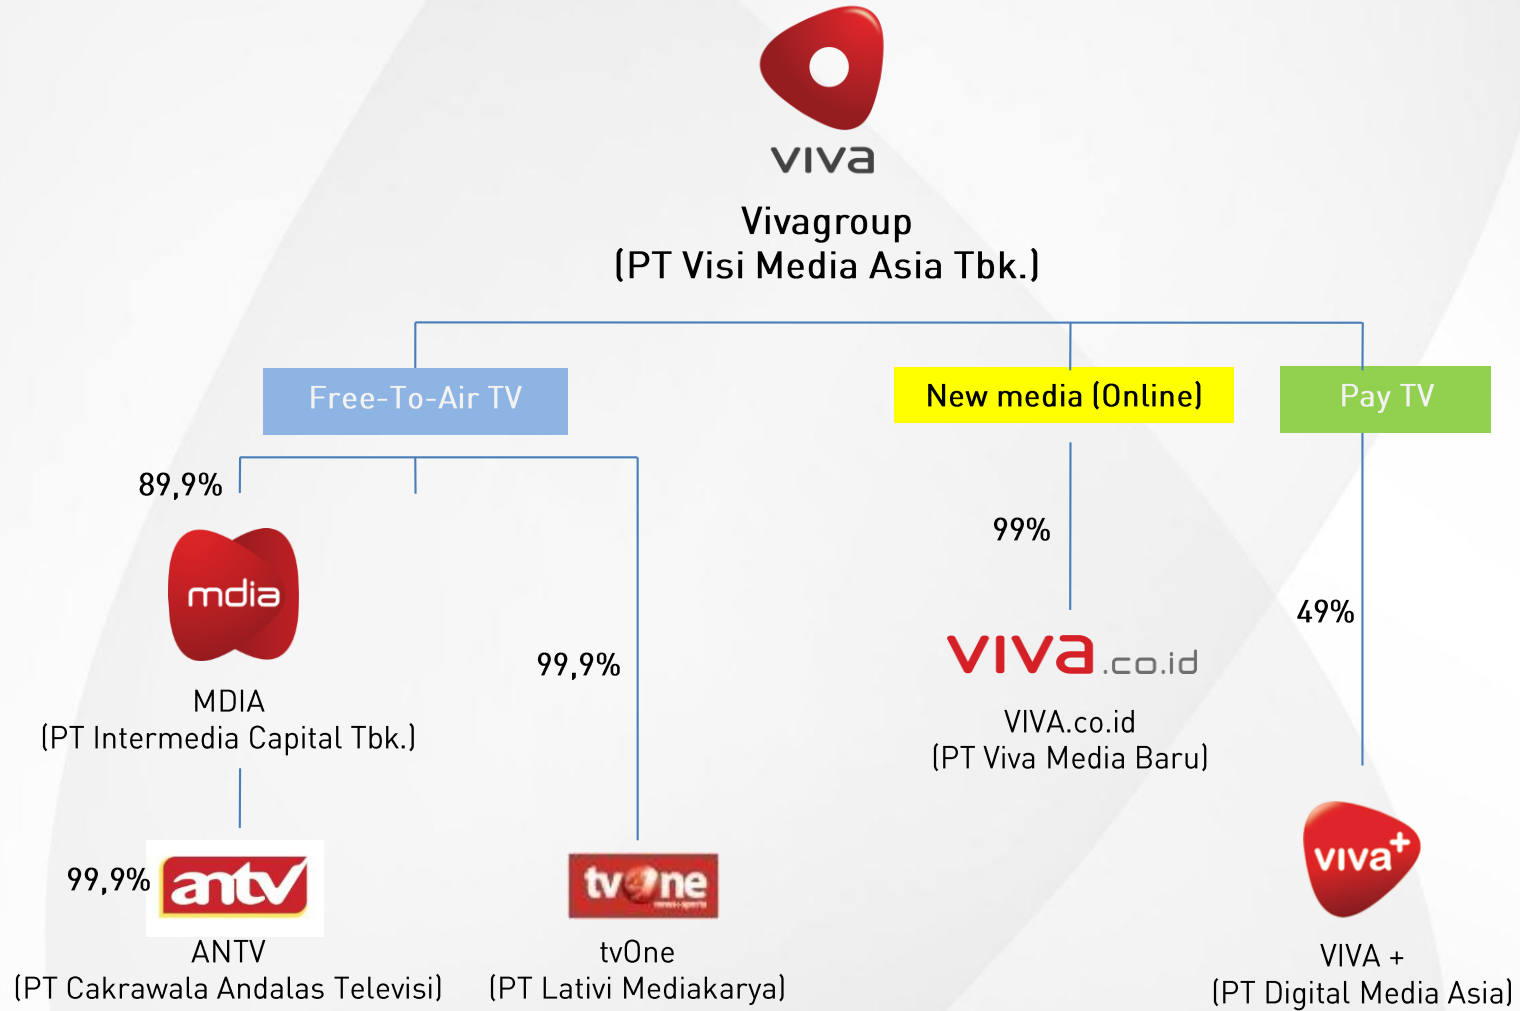 viva
Vivagroup
(PT Visi Media Asia Tbk.)
Free-To-Air TV
New media (Online)
Pay TV
89,9%
99%
mdia
49%
99,9%
viva.co.id
MDIA
(PT Intermedia Capital Tbk.)
VIVA.co.id
(PT Viva Media Baru)
viva+
99,9%
antv
tvOne
news & sports
ANTV
(PT Cakrawala Andalas Televisi)
tvOne
(PT Lativi Mediakarya)
VIVA +
(PT Digital Media Asia)